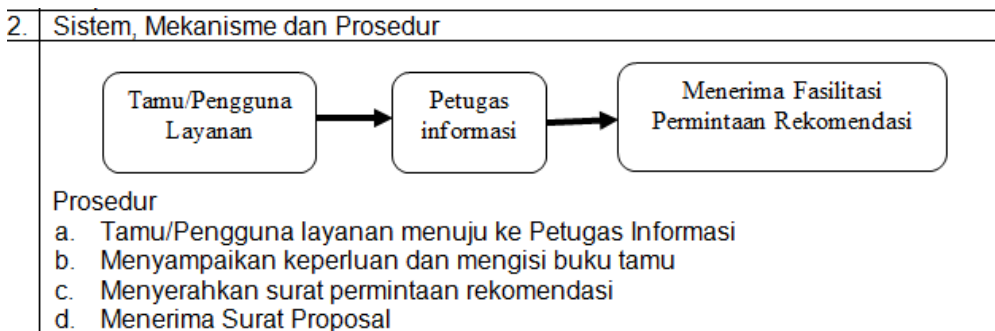 2. Sistem, Mekanisme dan Prosedur
Tamu/Pengguna
Layanan
Petugas
informasi
Menerima Fasilitasi
Permintaan Rekomendasi
Prosedur
a. Tamu/Pengguna layanan menuju ke Petugas Informasi
b. Menyampaikan keperluan dan mengisi buku tamu
c. Menyerahkan surat permintaan rekomendasi
d. Menerima Surat Proposal